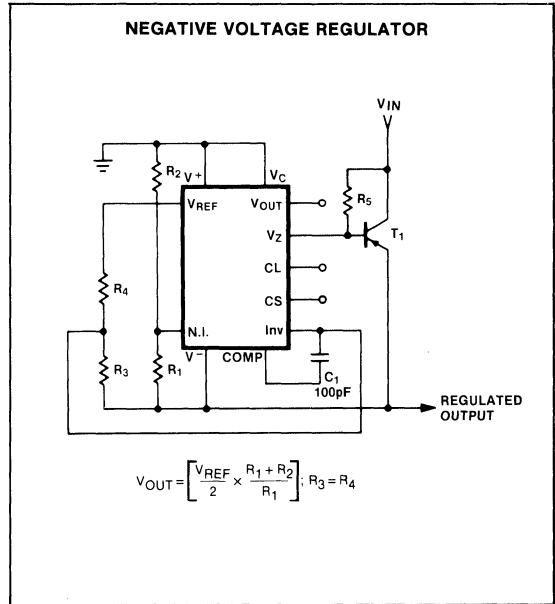 NEGATIVE VOLTAGE REGULATOR
VIN
R2
V+
VC
VREF
VOUT
R5
VZ
T1
R4
CL
CS
N.I.
Inv
R3
R1
V−
COMP
C1
100pF
REGULATED
OUTPUT
VOUT = [VREF/2 × (R1 + R2)/R1]; R3 = R4